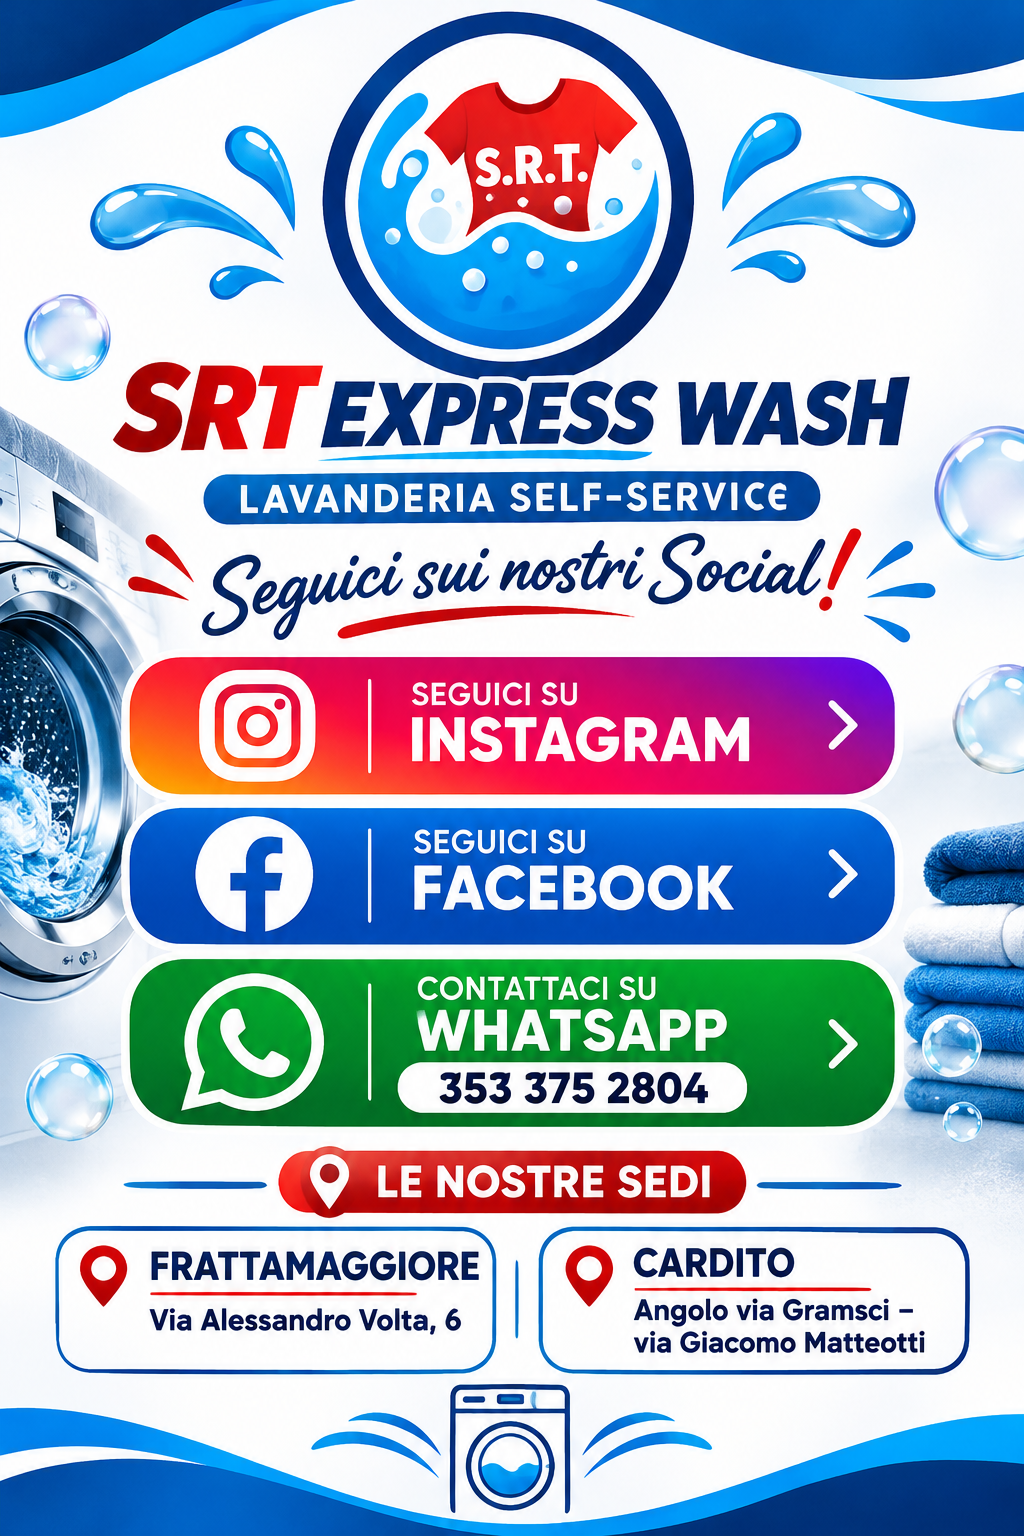 S.R.T.
SRT EXPRESS WASH
LAVANDERIA SELF-SERVICE
Seguici sui nostri Social!
SEGUICI SU
INSTAGRAM
SEGUICI SU
FACEBOOK
CONTATTACI SU
WHATSAPP
353 375 2804
LE NOSTRE SEDI
FRATTAMAGGIORE
Via Alessandro Volta, 6
CARDITO
Angolo via Gramsci –
via Giacomo Matteotti